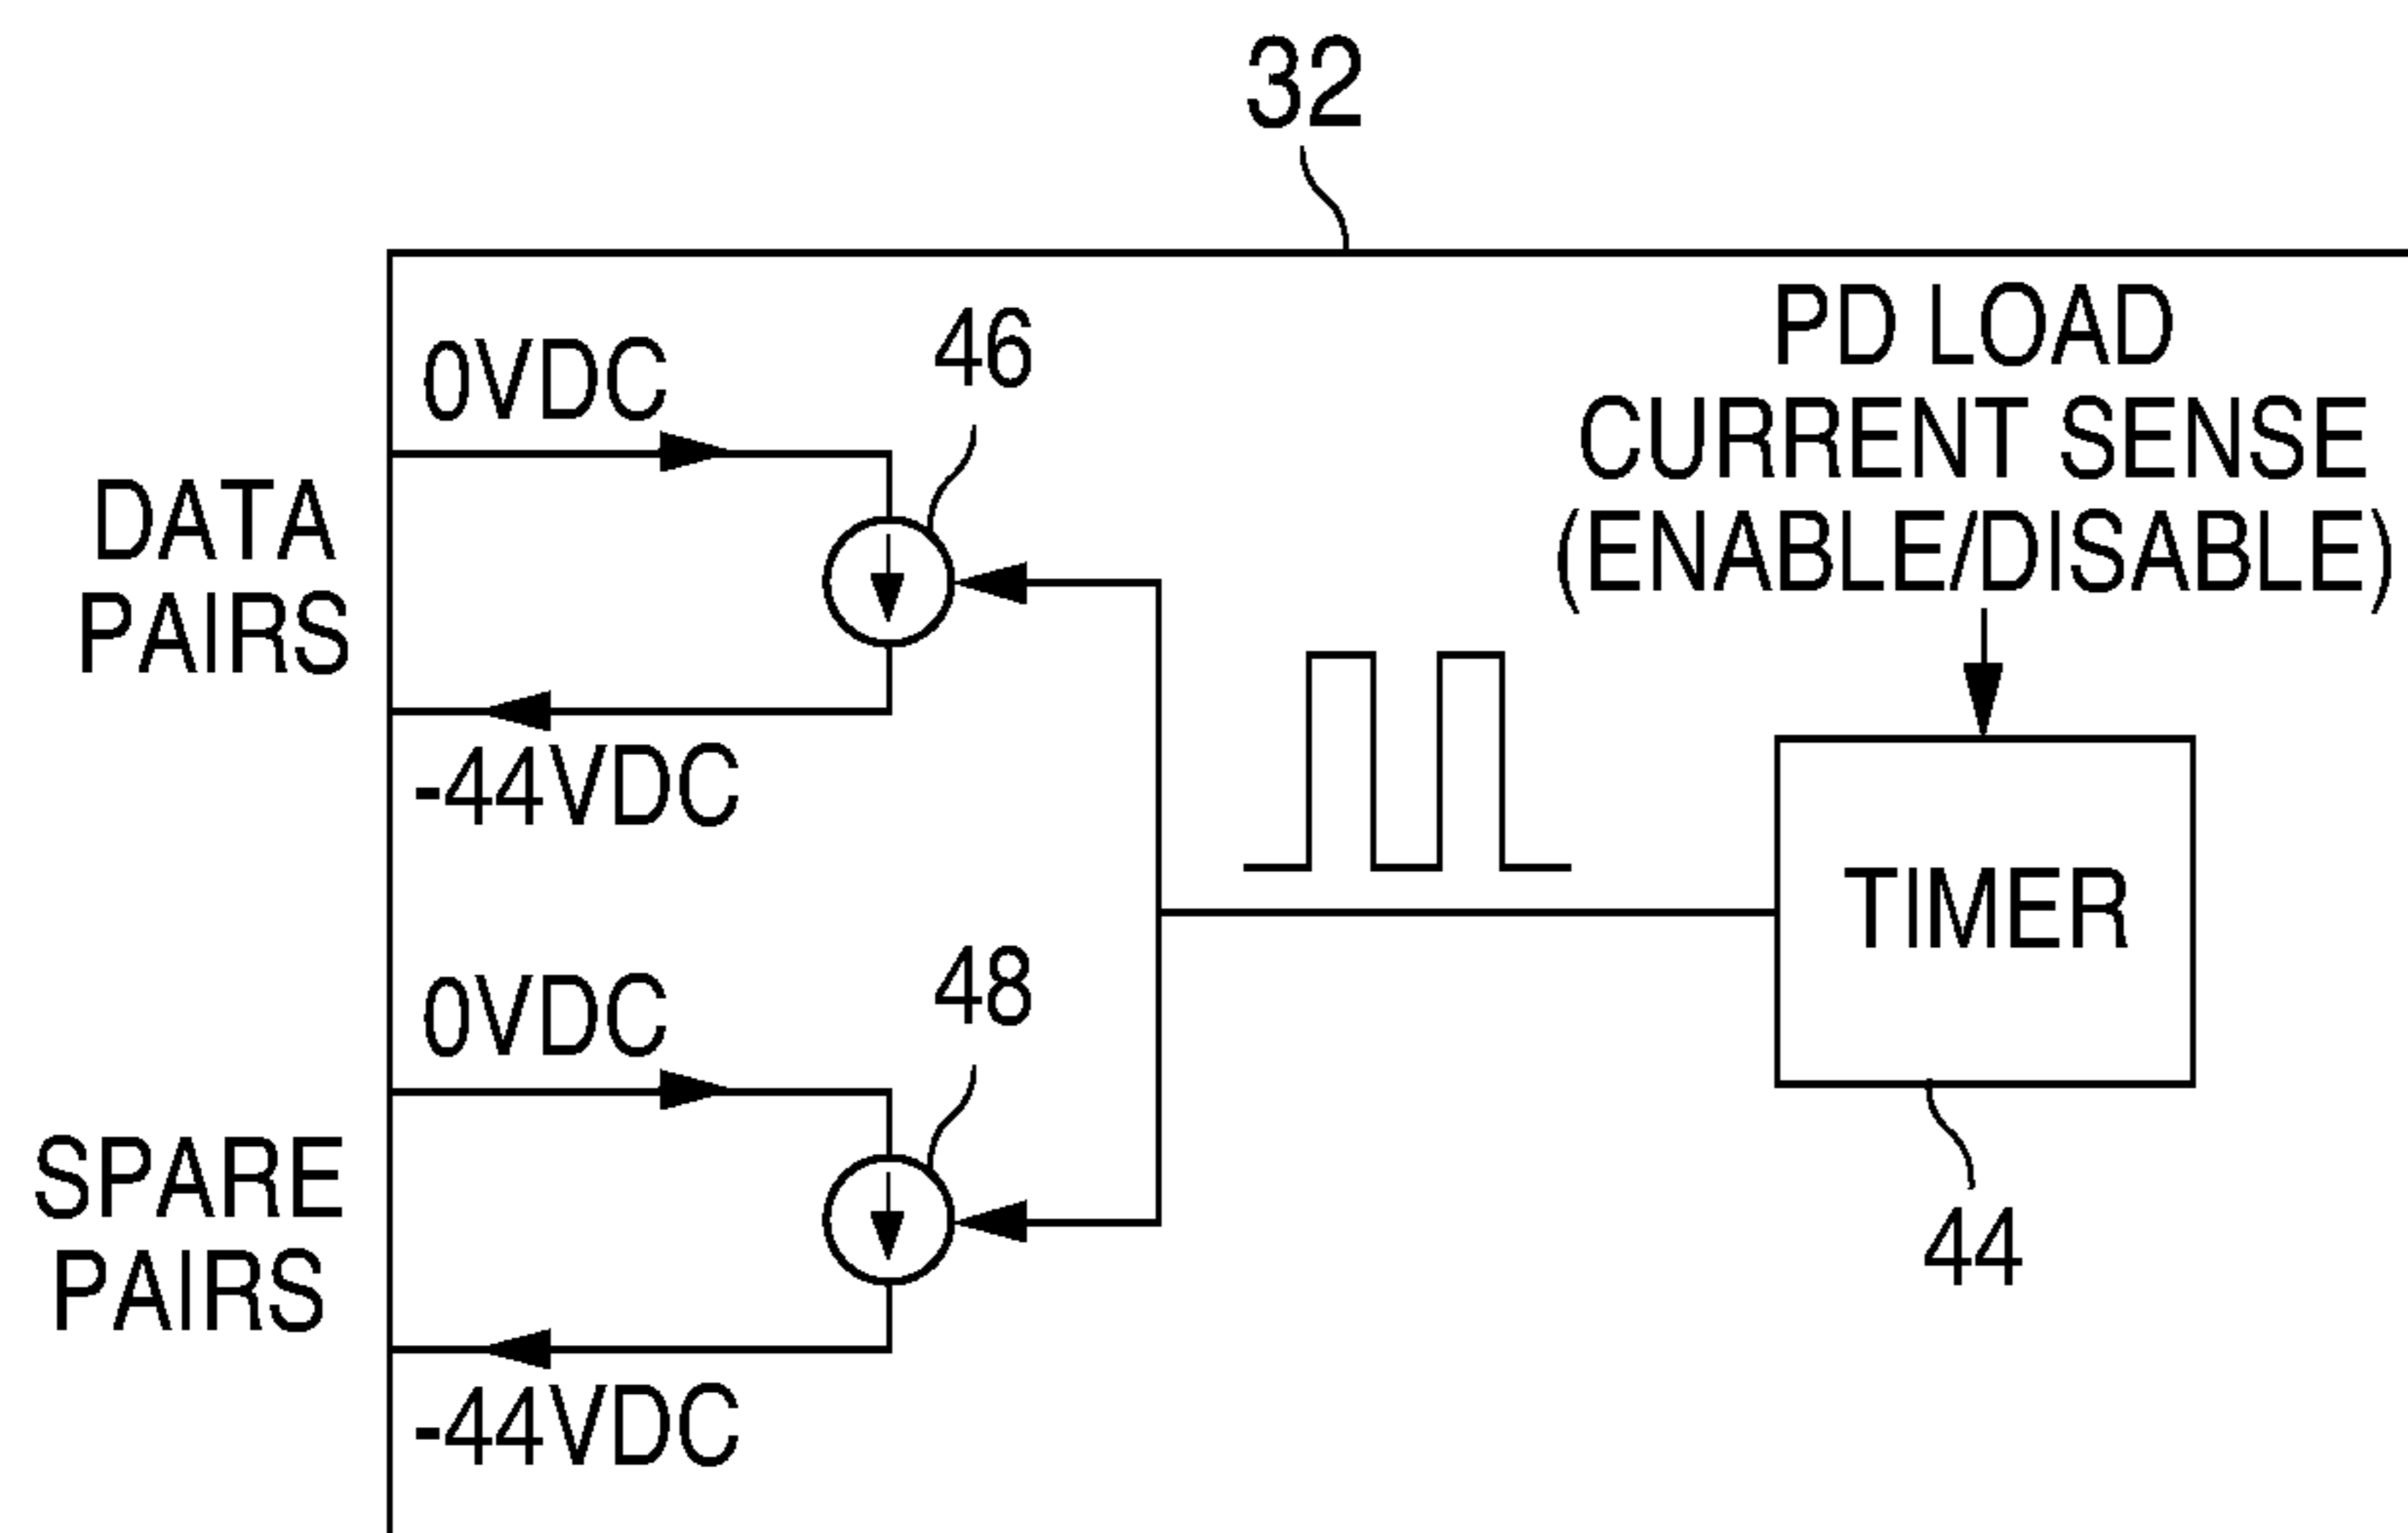 32
PD LOAD
CURRENT SENSE
(ENABLE/DISABLE)
0VDC
46
DATA
PAIRS
-44VDC
TIMER
0VDC
48
SPARE
PAIRS
44
-44VDC